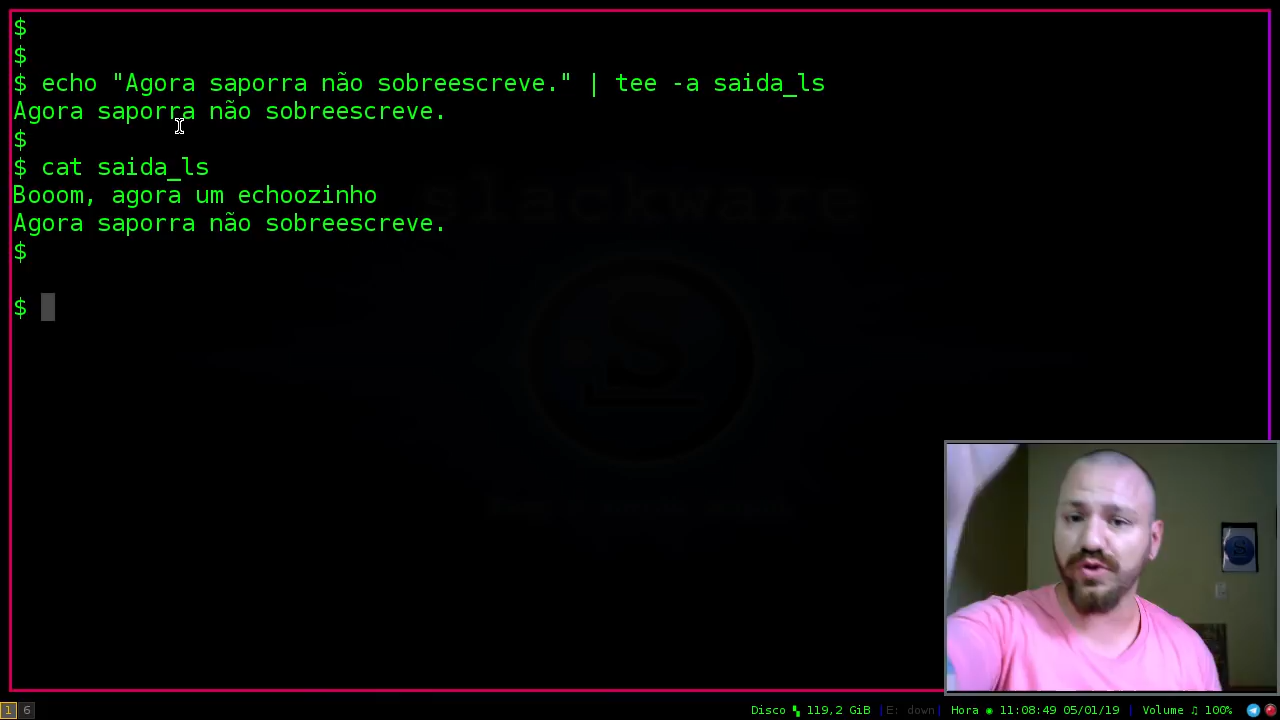 $
$
$ echo "Agora saporra não sobreescreve." | tee -a saida_ls
Agora saporra não sobreescreve.
$
$ cat saida_ls
Booom, agora um echoozinho
Agora saporra não sobreescreve.
$
$
slackware
1 6 Disco 119,2 GiB |E: down| Hora 11:08:49 05/01/19 | Volume ♫ 100%